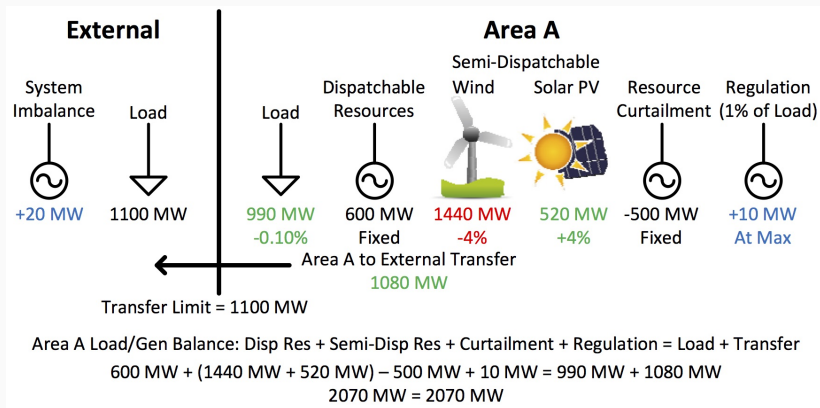 External
Area A
Semi-Dispatchable
System
Imbalance
Load
Load
Dispatchable
Resources
Wind
Solar PV
Resource
Curtailment
Regulation
(1% of Load)
+20 MW
1100 MW
990 MW
-0.10%
600 MW
Fixed
1440 MW
-4%
520 MW
+4%
-500 MW
Fixed
+10 MW
At Max
Area A to External Transfer
1080 MW
Transfer Limit = 1100 MW
Area A Load/Gen Balance: Disp Res + Semi-Disp Res + Curtailment + Regulation = Load + Transfer
600 MW + (1440 MW + 520 MW) – 500 MW + 10 MW = 990 MW + 1080 MW
2070 MW = 2070 MW